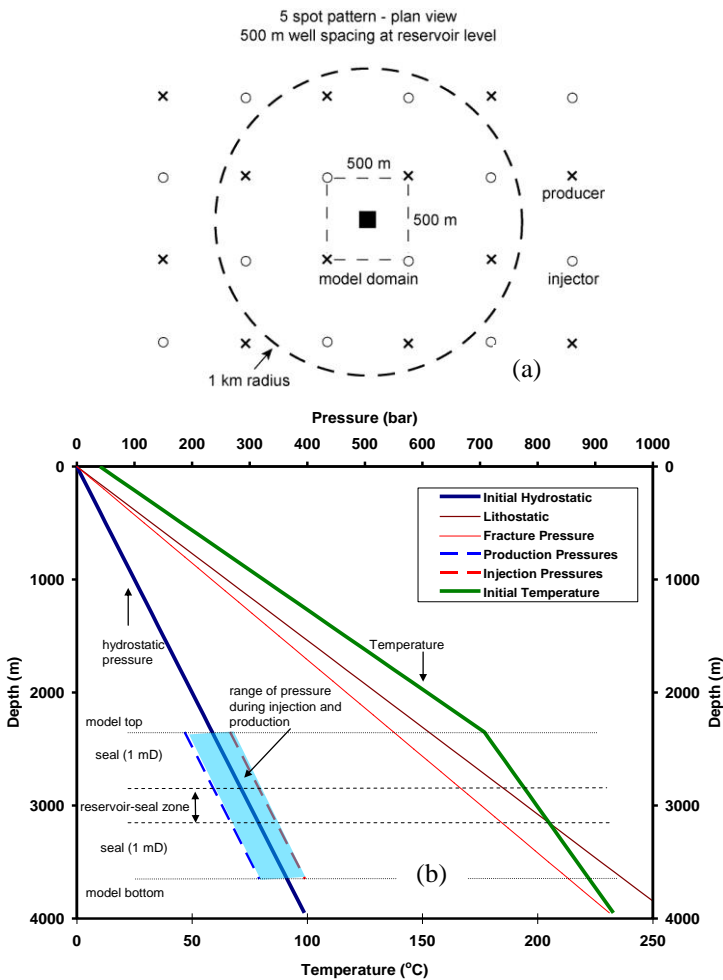 5 spot pattern - plan view
500 m well spacing at reservoir level
500 m
500 m
producer
model domain
injector
1 km radius
(a)
Pressure (bar)
0 100 200 300 400 500 600 700 800 900 1000
0
1000
2000
3000
4000
Depth (m)
Initial Hydrostatic
Lithostatic
Fracture Pressure
Production Pressures
Injection Pressures
Initial Temperature
hydrostatic
pressure
Temperature
range of pressure
during injection and
production
model top
seal (1 mD)
reservoir-seal zone
seal (1 mD)
model bottom
(b)
0
1000
2000
3000
4000
Depth (m)
0 50 100 150 200 250
Temperature (oC)